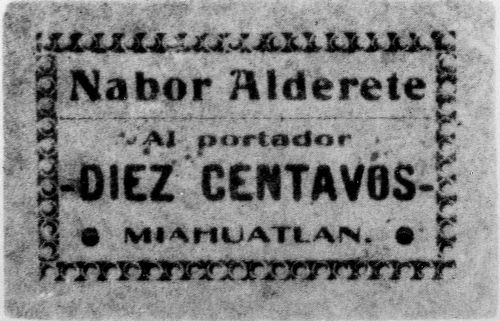 Nabor Alderete
Al portador
-DIEZ CENTAVOS-
MIAHUATLAN.